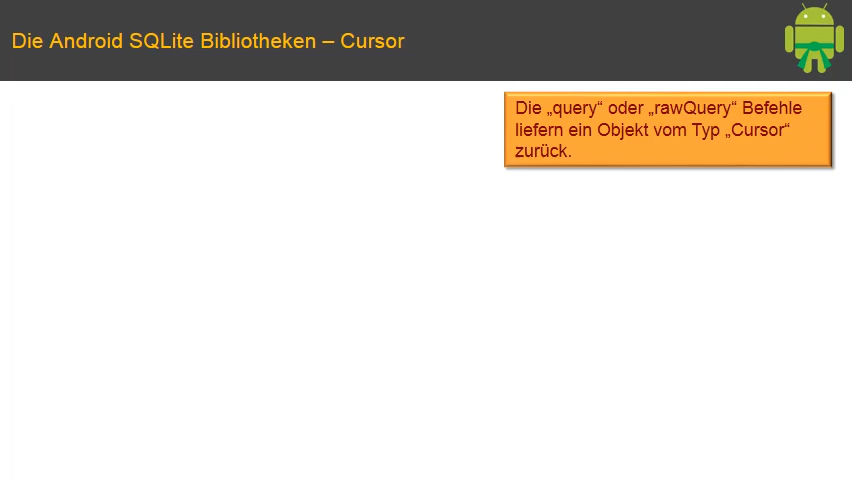 Die Android SQLite Bibliotheken – Cursor
Die „query“ oder „rawQuery“ Befehle
liefern ein Objekt vom Typ „Cursor“
zurück.